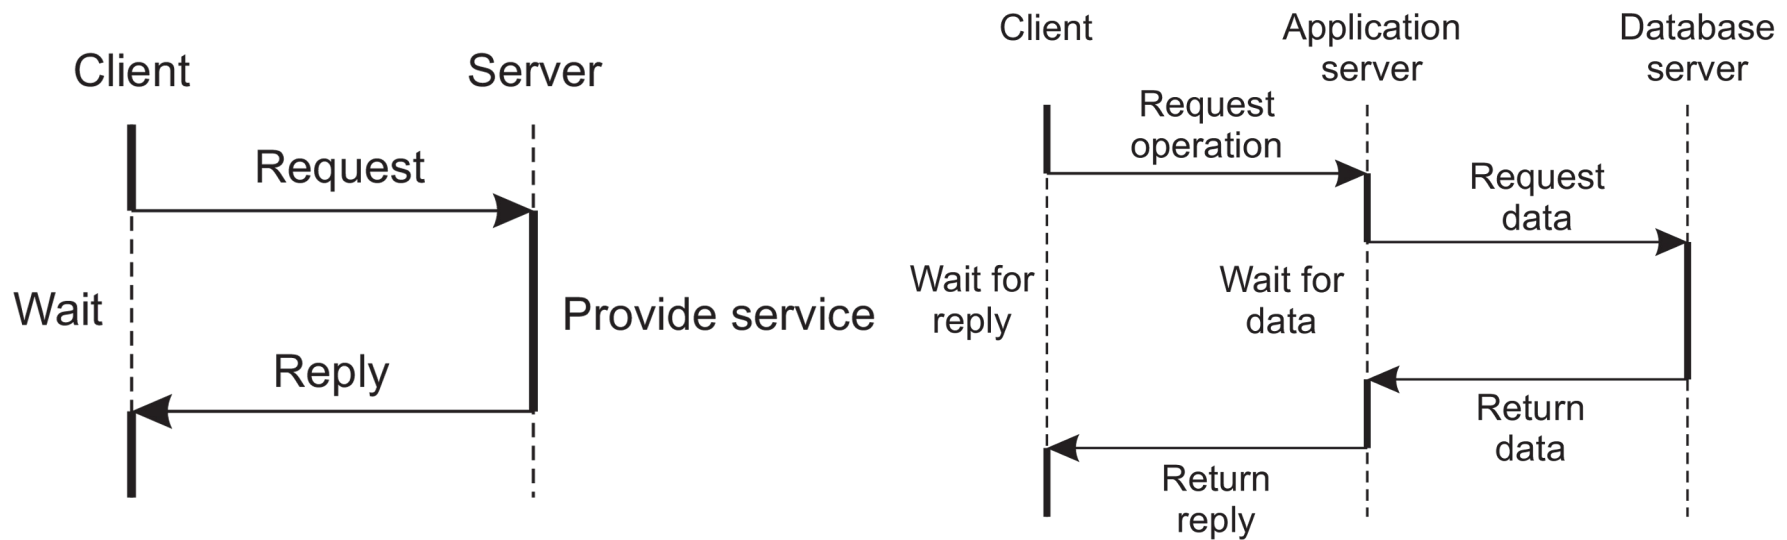 Client
Server
Request
Wait
Provide service
Reply
Client
Application
server
Database
server
Request
operation
Request
data
Wait for
reply
Wait for
data
Return
data
Return
reply